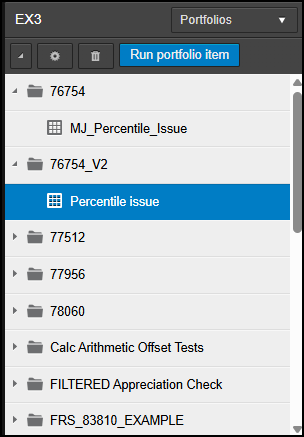 EX3 Portfolios
Run portfolio item
76754
MJ_Percentile_Issue
76754_V2
Percentile issue
77512
77956
78060
Calc Arithmetic Offset Tests
FILTERED Appreciation Check
FRS_83810_EXAMPLE